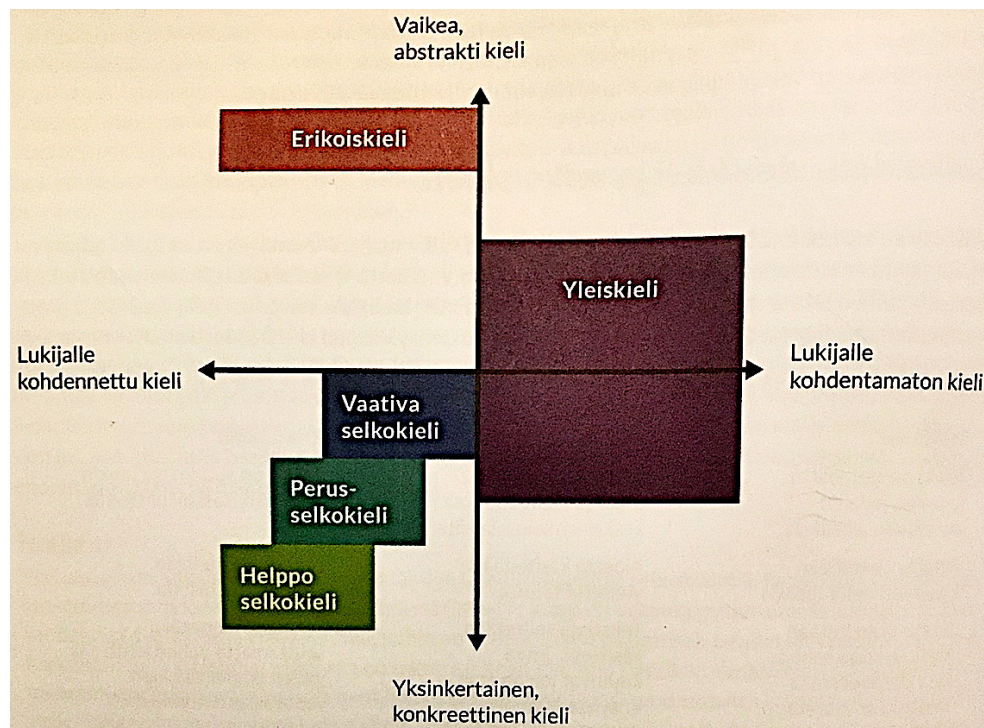 Vaikea,
abstrakti kieli
Erikoiskieli
Yleiskieli
Lukijalle
kohdennettu kieli
Lukijalle
kohdentamaton kieli
Vaativa
selkokieli
Perus-
selkokieli
Helppo
selkokieli
Yksinkertainen,
konkreettinen kieli